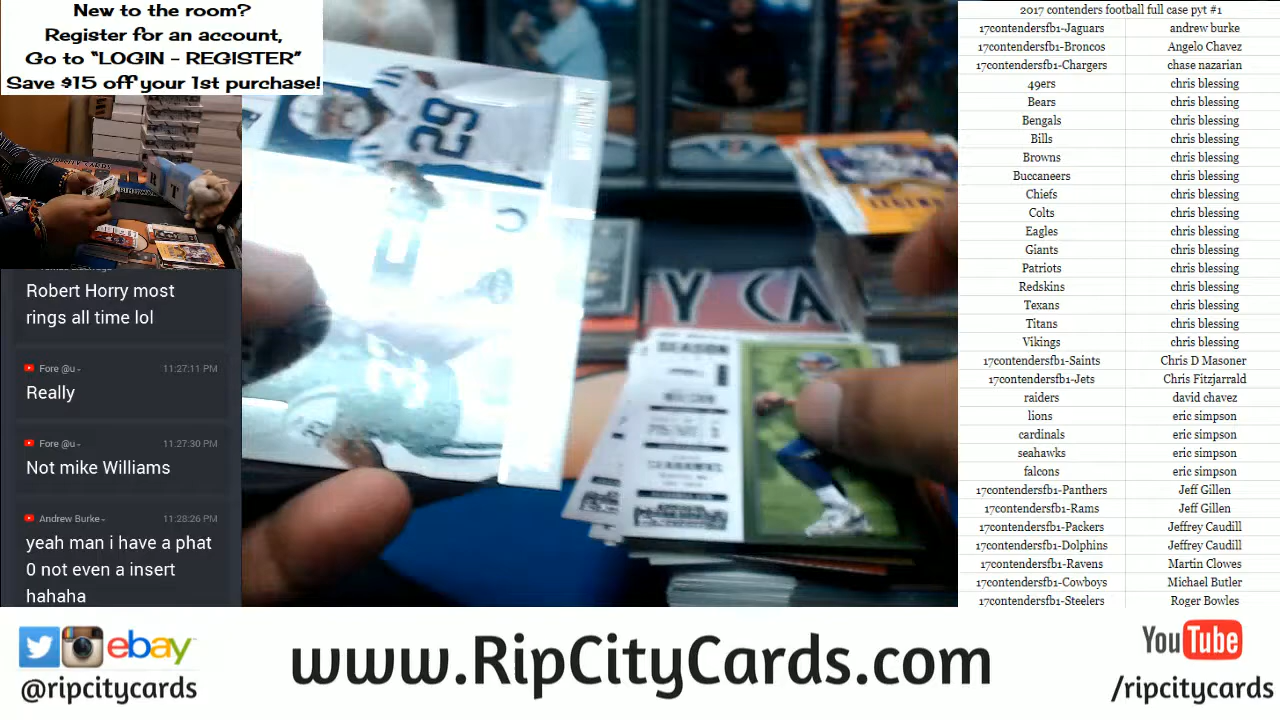 New to the room?
Register for an account,
Go to “LOGIN - REGISTER”
Save $15 off your 1st purchase!
Robert Horry most
rings all time lol
Fore @u
11:27:11 PM
Really
Fore @u
11:27:30 PM
Not mike Williams
Andrew Burke
11:28:26 PM
yeah man i have a phat
0 not even a insert
hahaha
29
Y CA
SEASON
SEAHAWKS
2017 contenders football full case pyt #1
17contendersfb1-Jaguars andrew burke
17contendersfb1-Broncos Angelo Chavez
17contendersfb1-Chargers chase nazarian
49ers chris blessing
Bears chris blessing
Bengals chris blessing
Bills chris blessing
Browns chris blessing
Buccaneers chris blessing
Chiefs chris blessing
Colts chris blessing
Eagles chris blessing
Giants chris blessing
Patriots chris blessing
Redskins chris blessing
Texans chris blessing
Titans chris blessing
Vikings chris blessing
17contendersfb1-Saints Chris D Masoner
17contendersfb1-Jets Chris Fitzjarrald
raiders david chavez
lions eric simpson
cardinals eric simpson
seahawks eric simpson
falcons eric simpson
17contendersfb1-Panthers Jeff Gillen
17contendersfb1-Rams Jeff Gillen
17contendersfb1-Packers Jeffrey Caudill
17contendersfb1-Dolphins Jeffrey Caudill
17contendersfb1-Ravens Martin Clowes
17contendersfb1-Cowboys Michael Butler
17contendersfb1-Steelers Roger Bowles
ebay
@ripcitycards
www.RipCityCards.com
YouTube
/ripcitycards